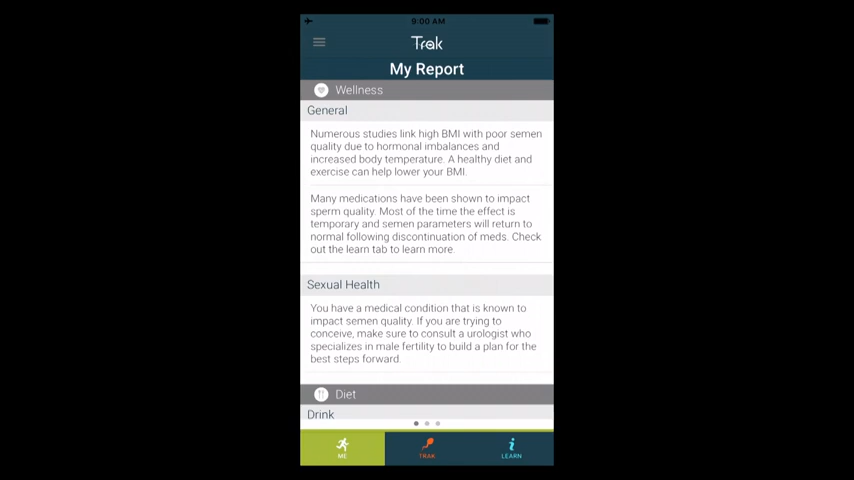 9:00 AM
Trak
My Report
Wellness
General
Numerous studies link high BMI with poor semen
quality due to hormonal imbalances and
increased body temperature. A healthy diet and
exercise can help lower your BMI.
Many medications have been shown to impact
sperm quality. Most of the time the effect is
temporary and semen parameters will return to
normal following discontinuation of meds. Check
out the learn tab to learn more.
Sexual Health
You have a medical condition that is known to
impact semen quality. If you are trying to
conceive, make sure to consult a urologist who
specializes in male fertility to build a plan for the
best steps forward.
Diet
Drink
ME
TRAK
LEARN